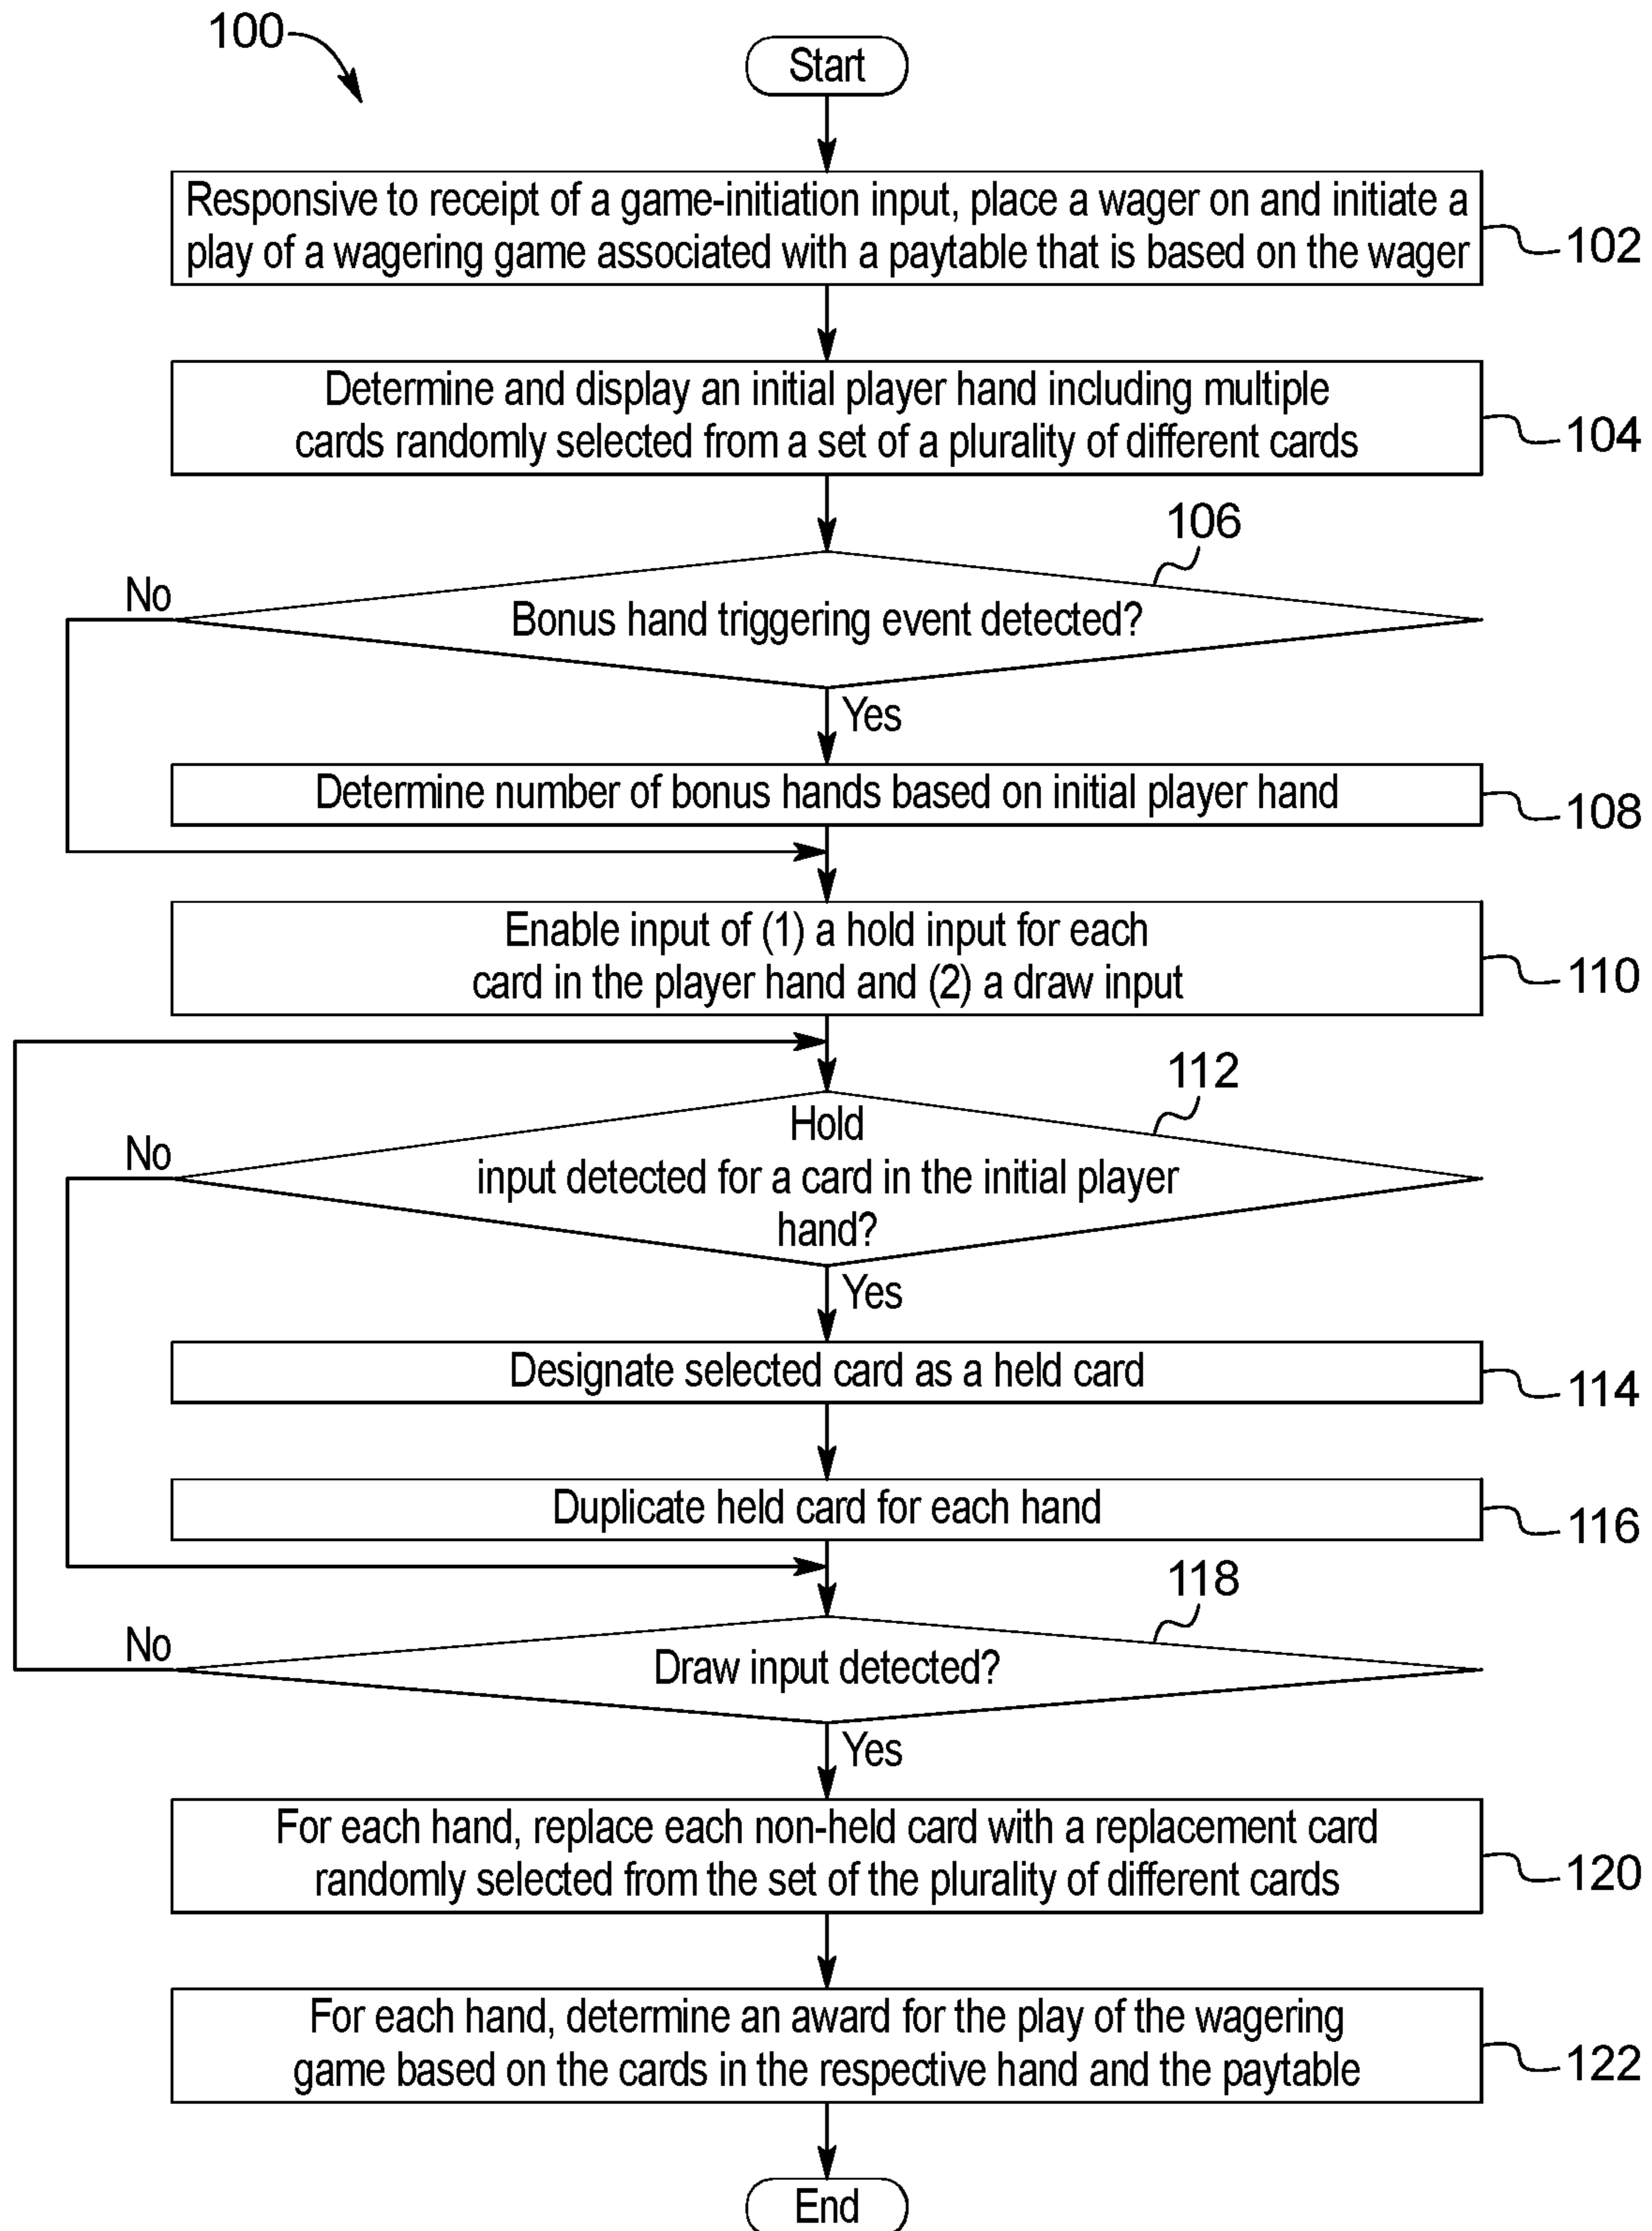 100
Start
Responsive to receipt of a game-initiation input, place a wager on and initiate a
play of a wagering game associated with a paytable that is based on the wager
102
Determine and display an initial player hand including multiple
cards randomly selected from a set of a plurality of different cards
104
106
No
Bonus hand triggering event detected?
Yes
Determine number of bonus hands based on initial player hand
108
Enable input of (1) a hold input for each
card in the player hand and (2) a draw input
110
112
Hold
No
input detected for a card in the initial player
hand?
Yes
Designate selected card as a held card
114
Duplicate held card for each hand
116
118
No
Draw input detected?
Yes
For each hand, replace each non-held card with a replacement card
randomly selected from the set of the plurality of different cards
120
For each hand, determine an award for the play of the wagering
game based on the cards in the respective hand and the paytable
122
End